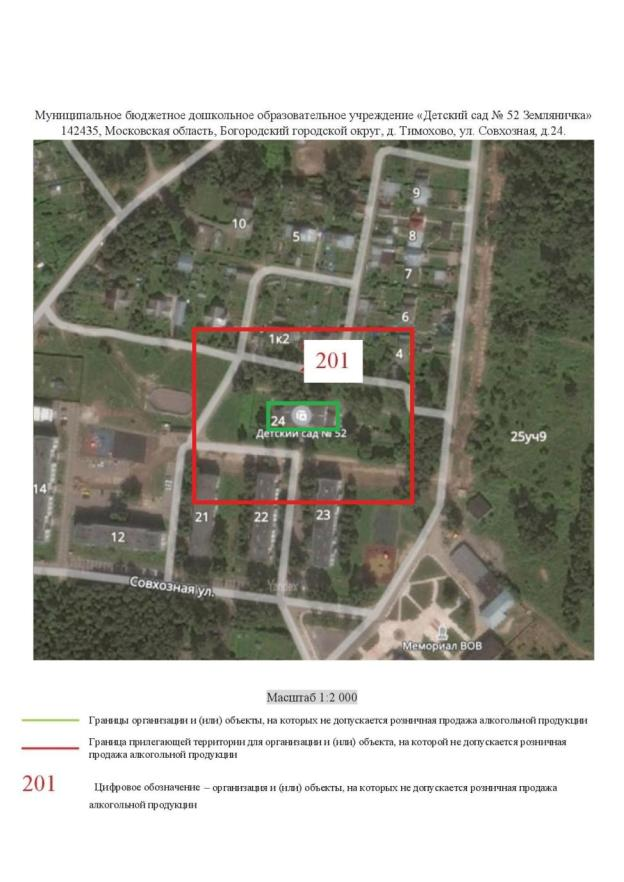 Муниципальное бюджетное дошкольное образовательное учреждение «Детский сад № 52 Земляничка»
142435, Московская область, Богородский городской округ, д. Тимохово, ул. Совхозная, д.24.
9
10
5
8
7
6
1к2
4
201
24
Детский сад № 52
25уч9
14
21
22
23
12
Совхозная ул.
Yandex
Мемориал ВОВ
Масштаб 1:2 000
Границы организации и (или) объекты, на которых не допускается розничная продажа алкогольной продукции
Граница прилегающей территории для организации и (или) объекта, на которой не допускается розничная
продажа алкогольной продукции
201 Цифровое обозначение – организация и (или) объекты, на которых не допускается розничная продажа
алкогольной продукции